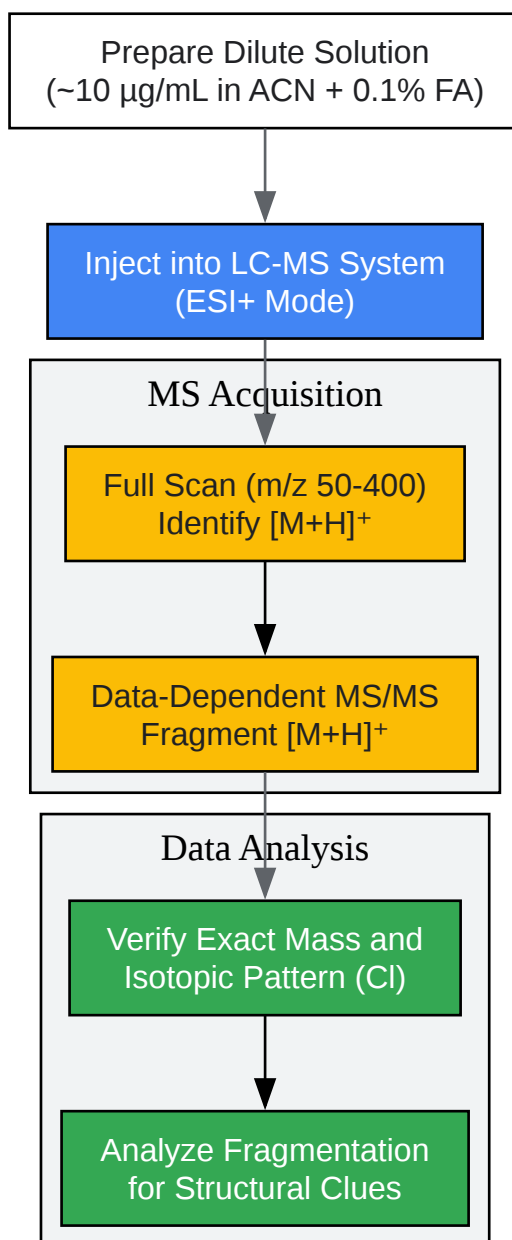 Prepare Dilute Solution
(~10 µg/mL in ACN + 0.1% FA)
Inject into LC-MS System
(ESI+ Mode)
MS Acquisition
Full Scan (m/z 50-400)
Identify [M+H]⁺
Data-Dependent MS/MS
Fragment [M+H]⁺
Data Analysis
Verify Exact Mass and
Isotopic Pattern (Cl)
Analyze Fragmentation
for Structural Clues